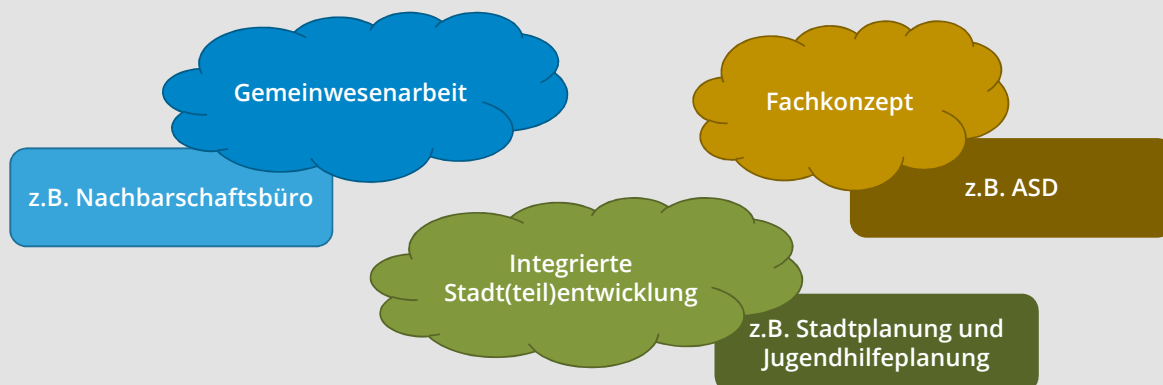 Gemeinwesenarbeit
z.B. Nachbarschaftsbüro
Fachkonzept
z.B. ASD
Integrierte
Stadt(teil)entwicklung
z.B. Stadtplanung und
Jugendhilfeplanung